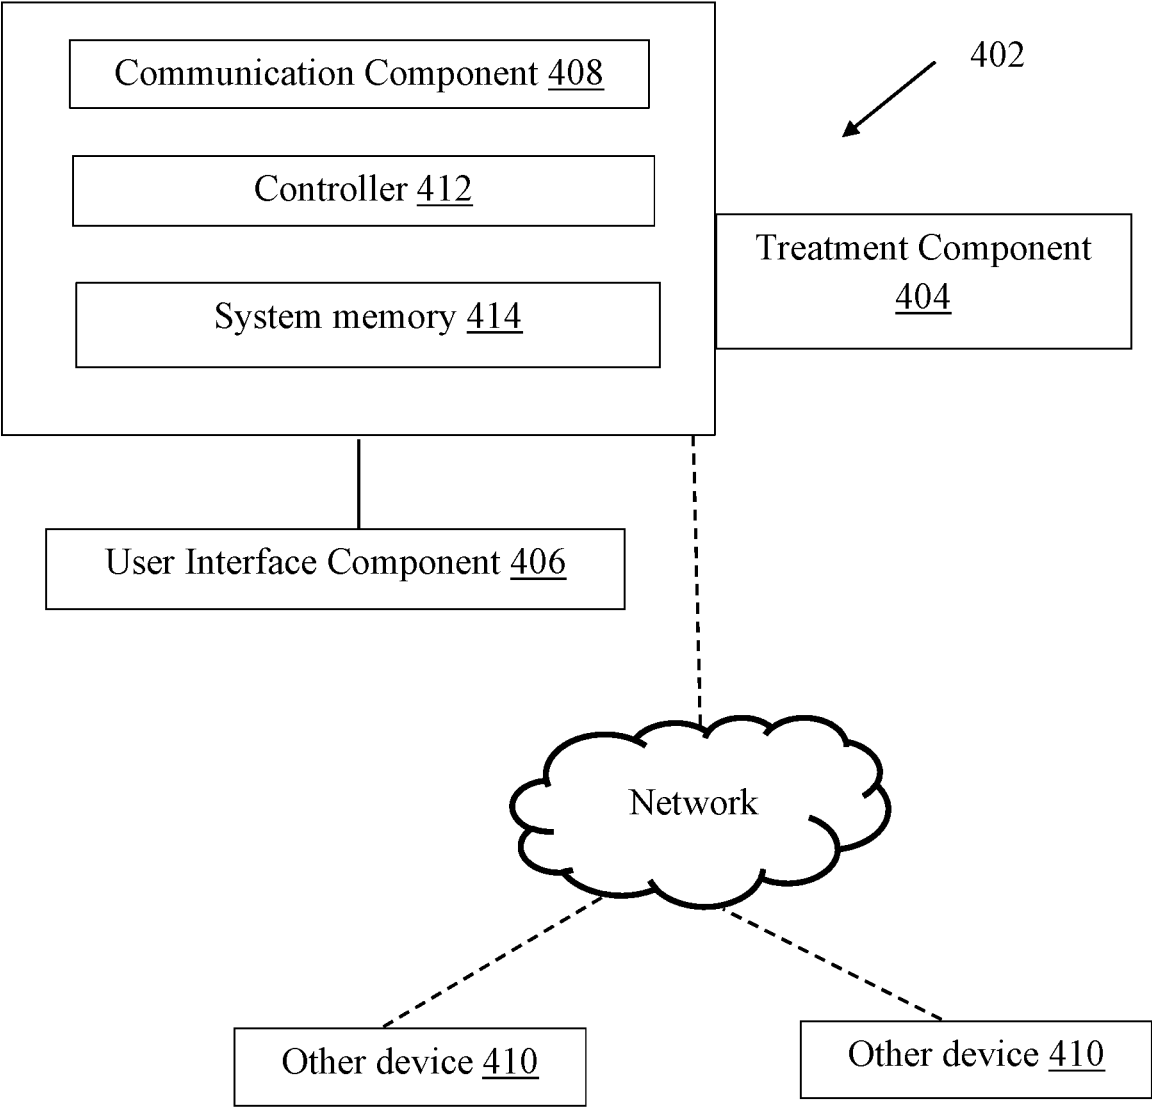 Communication Component 408
402
Controller 412
Treatment Component
404
System memory 414
User Interface Component 406
Network
Other device 410
Other device 410